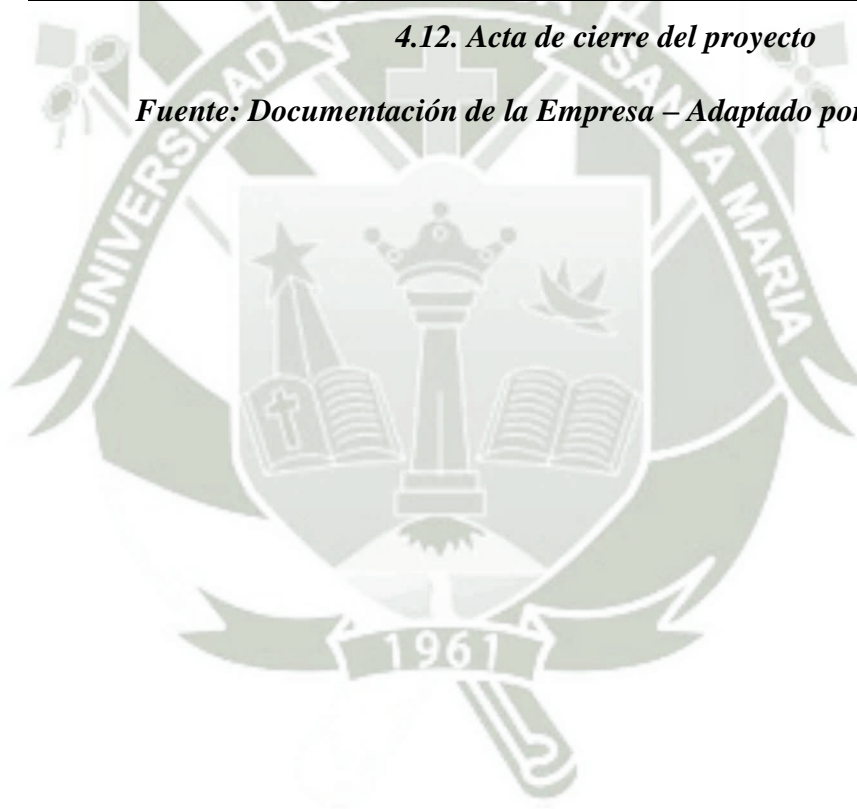 4.12. Acta de cierre del proyecto
Fuente: Documentación de la Empresa – Adaptado por
UNIVERSIDAD
SANTA MARIA
1961